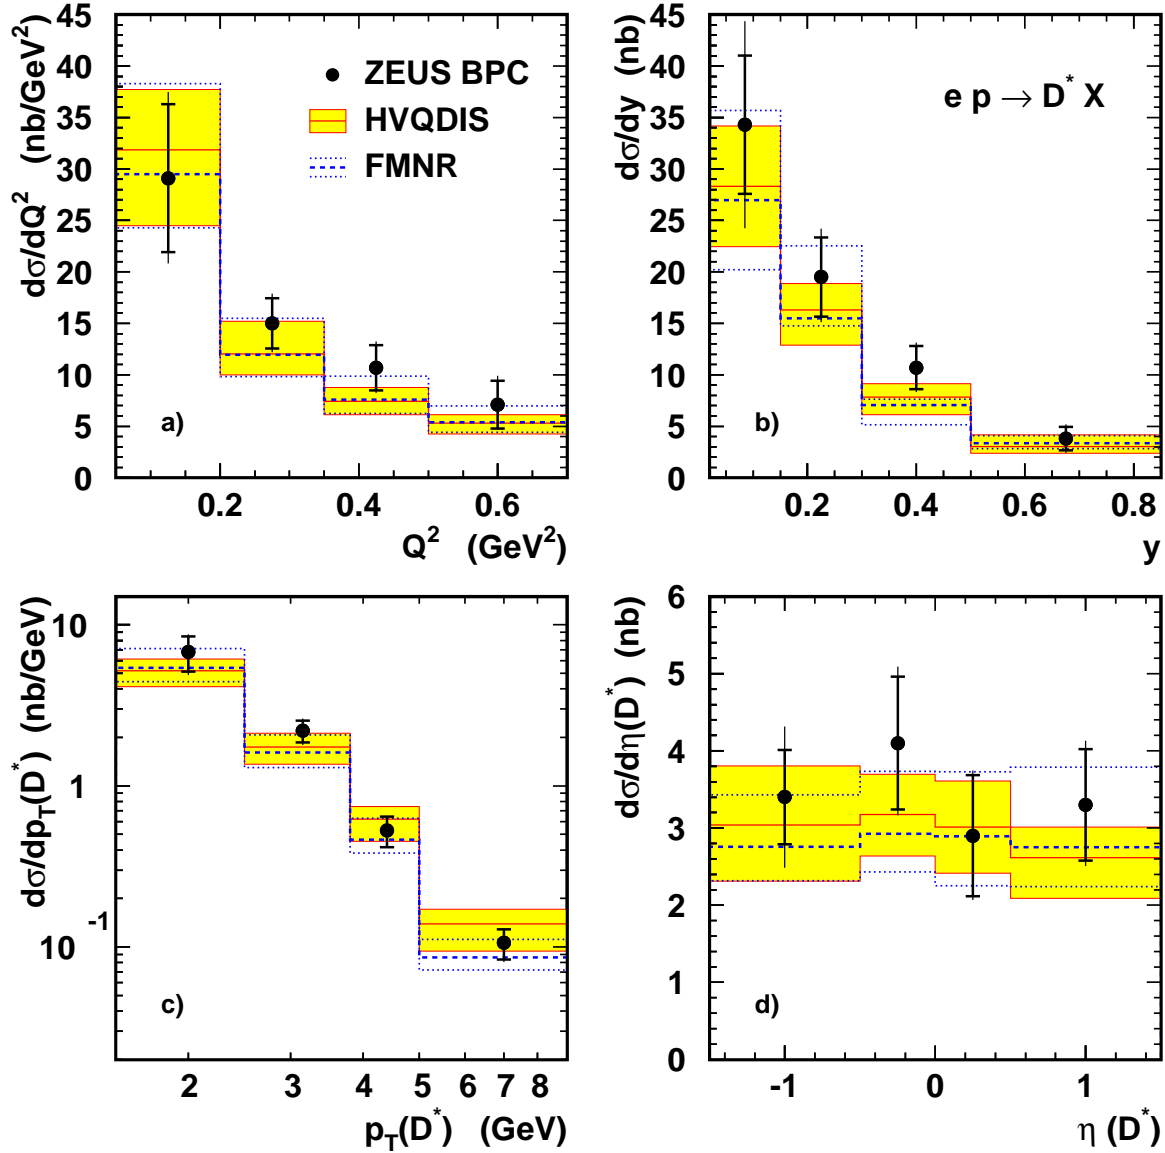 dσ/dQ² (nb/GeV²)
45
40
35
30
25
20
15
10
5
0
ZEUS BPC
HVQDIS
FMNR
a)
0.2 0.4 0.6
Q² (GeV²)
dσ/dy (nb)
45
40
35
30
25
20
15
10
5
0
e p → D* X
b)
0.2 0.4 0.6 0.8
y
dσ/dp_T(D*) (nb/GeV)
10
1
10⁻¹
c)
2 3 4 5 6 7 8
p_T(D*) (GeV)
dσ/dη(D*) (nb)
6
5
4
3
2
1
0
d)
-1 0 1
η (D*)